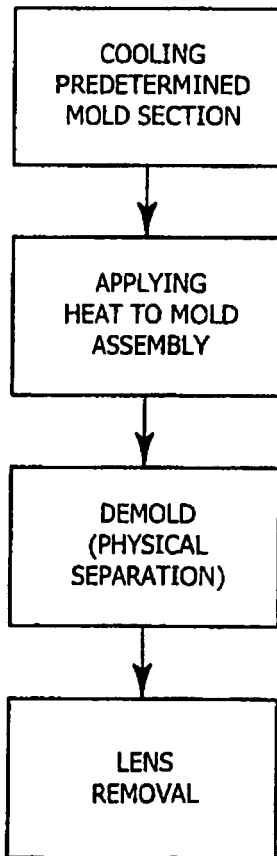 COOLING
PREDETERMINED
MOLD SECTION
APPLYING
HEAT TO MOLD
ASSEMBLY
DEMOLD
(PHYSICAL
SEPARATION)
LENS
REMOVAL